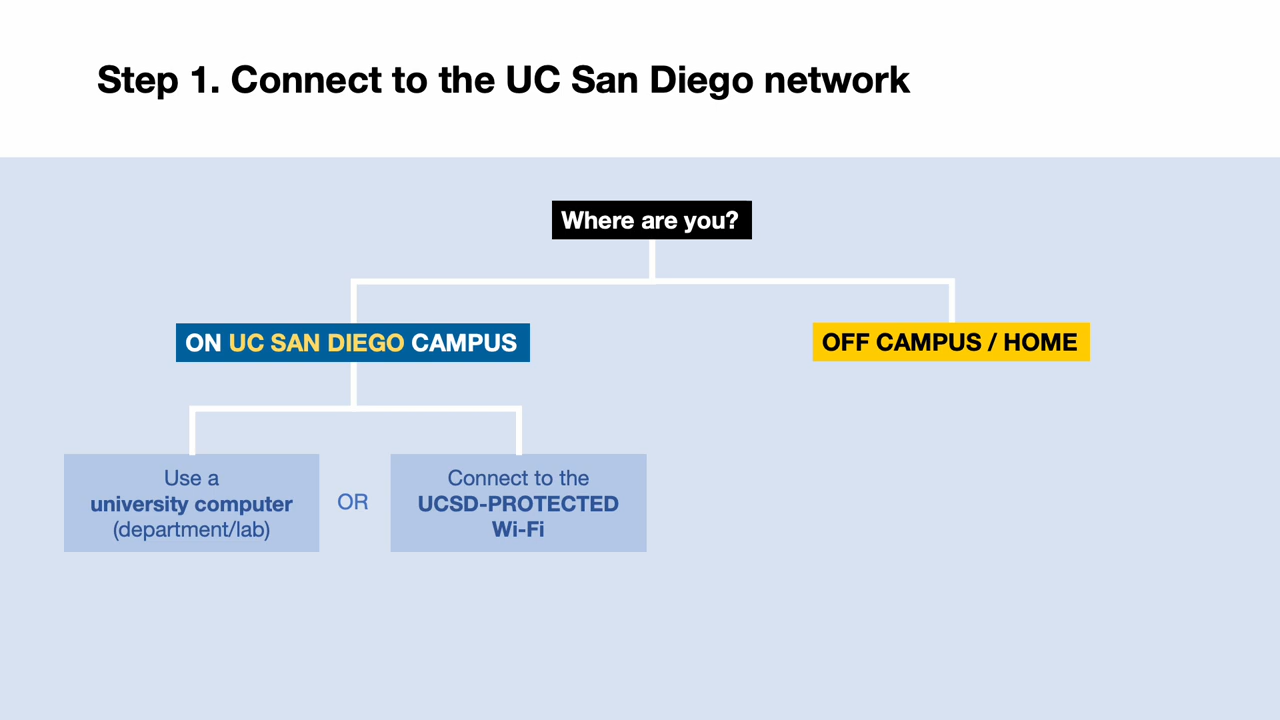 Step 1. Connect to the UC San Diego network
Where are you?
ON UC SAN DIEGO CAMPUS
OFF CAMPUS / HOME
Use a
university computer
(department/lab)
OR
Connect to the
UCSD-PROTECTED
Wi-Fi